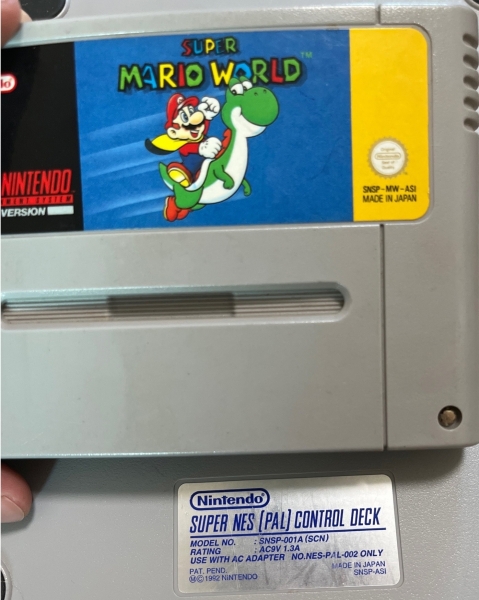 SUPER
MARIO WORLD™
NINTENDO
VERSION
Nintendo
SNSP-MW-ASI
MADE IN JAPAN
Nintendo
SUPER NES (PAL) CONTROL DECK
MODEL NO. : SNSP-001A (SCN)
RATING : AC9V 1.3A
USE WITH AC ADAPTER NO.NES-PAL-002 ONLY
PAT. PEND. MADE IN JAPAN
Ⓜ©1992 NINTENDO SNSP-ASI